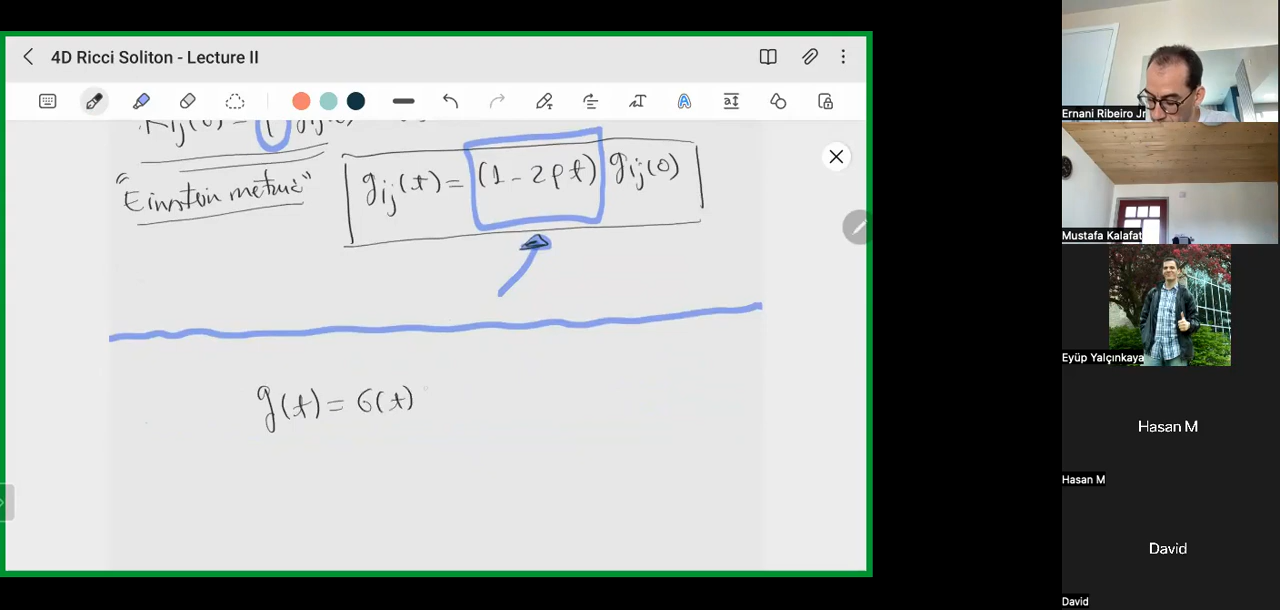 4D Ricci Soliton - Lecture II
"Einstein metric"
gij(t) = (1 - 2ρt) gij(0)
g(t) = σ(t)
Ernani Ribeiro Jr
Mustafa Kalafat
Eyüp Yalçınkaya
Hasan M
Hasan M
David
David